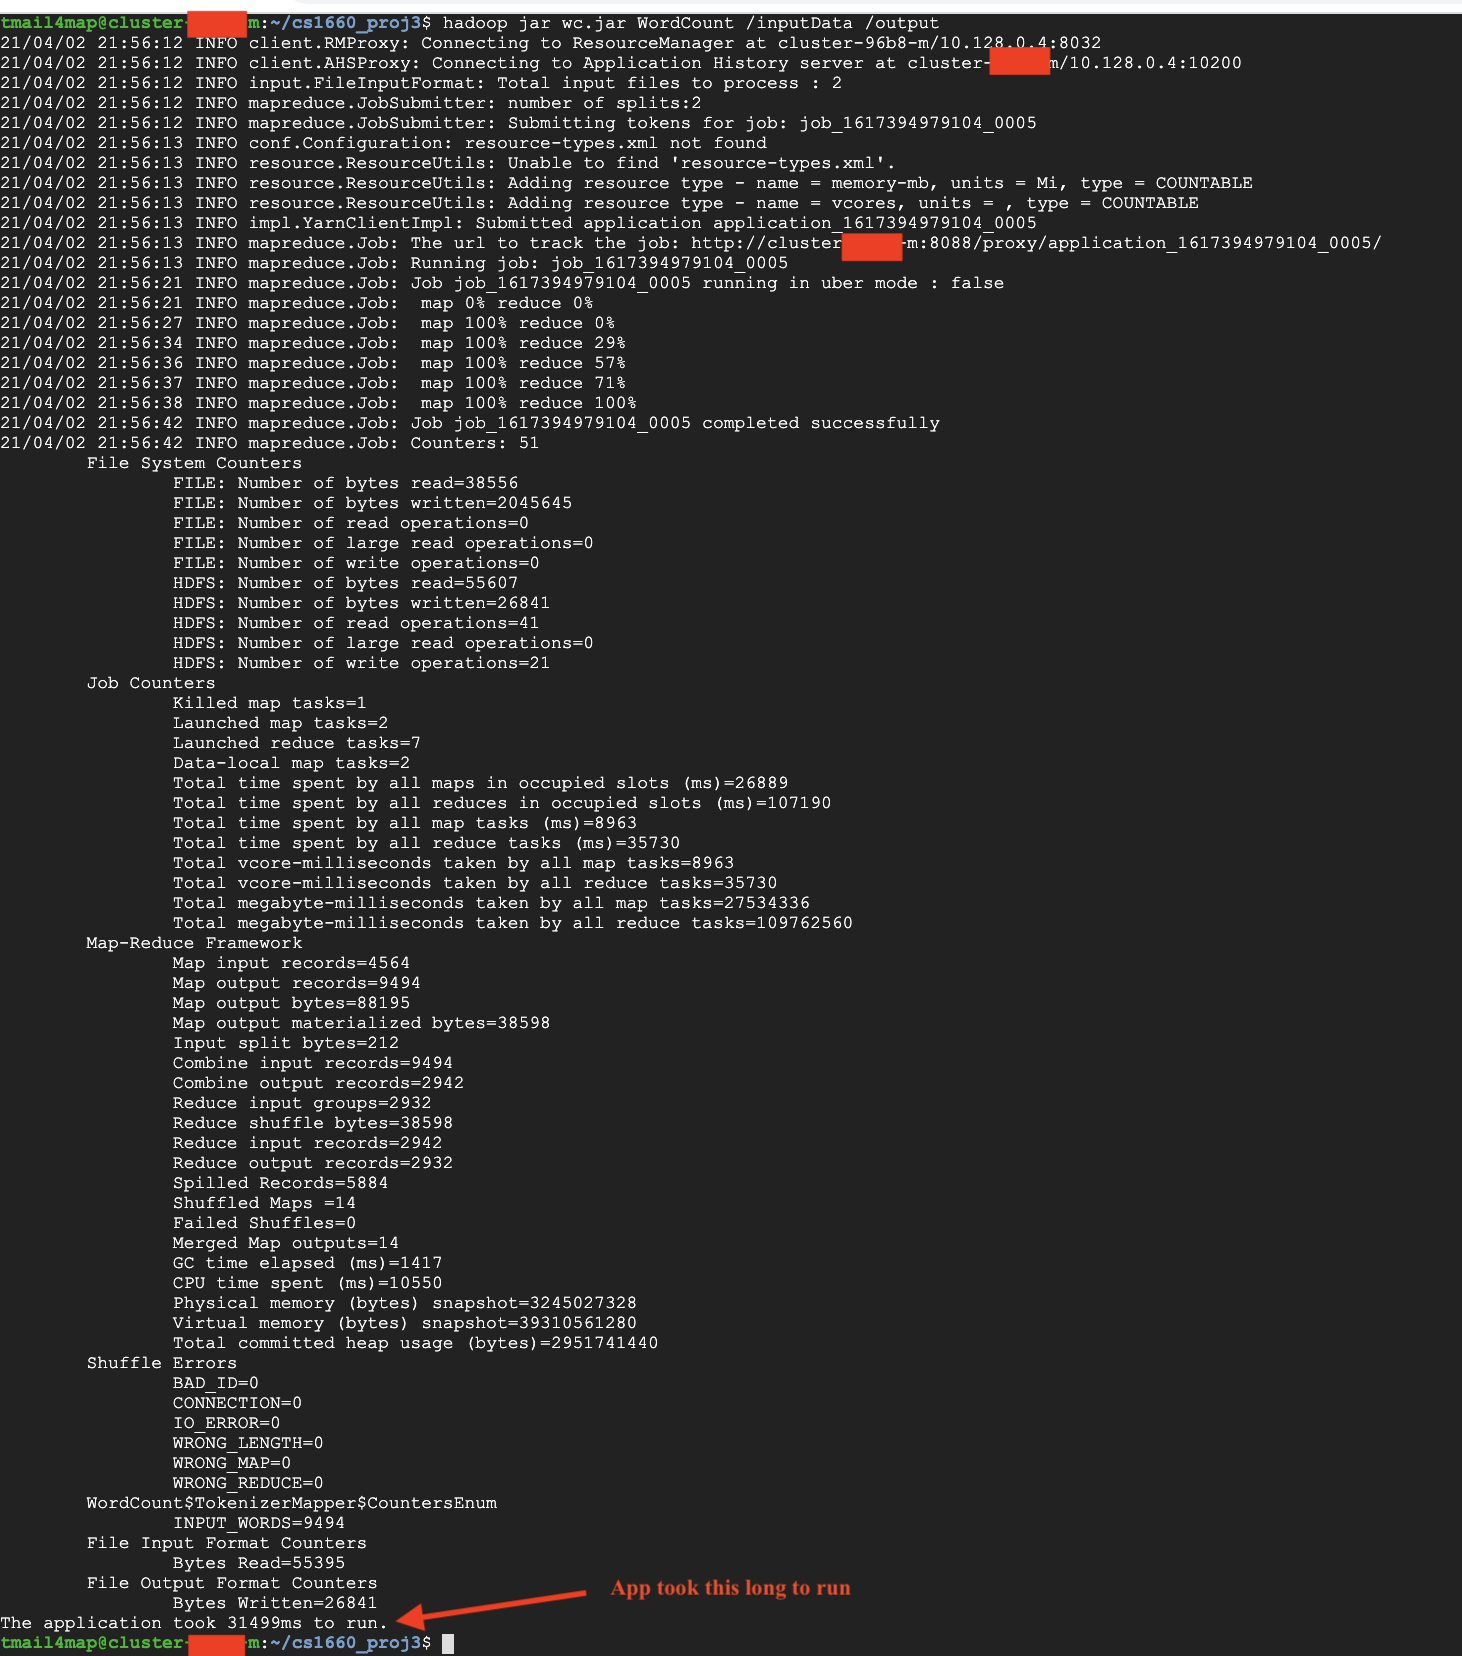 tmail4map@cluster-m:~/cs1660_proj3$ hadoop jar wc.jar WordCount /inputData /output
21/04/02 21:56:12 INFO client.RMProxy: Connecting to ResourceManager at cluster-96b8-m/10.128.0.4:8032
21/04/02 21:56:12 INFO client.AHSProxy: Connecting to Application History server at cluster-m/10.128.0.4:10200
21/04/02 21:56:12 INFO input.FileInputFormat: Total input files to process : 2
21/04/02 21:56:12 INFO mapreduce.JobSubmitter: number of splits:2
21/04/02 21:56:12 INFO mapreduce.JobSubmitter: Submitting tokens for job: job_1617394979104_0005
21/04/02 21:56:13 INFO conf.Configuration: resource-types.xml not found
21/04/02 21:56:13 INFO resource.ResourceUtils: Unable to find 'resource-types.xml'.
21/04/02 21:56:13 INFO resource.ResourceUtils: Adding resource type - name = memory-mb, units = Mi, type = COUNTABLE
21/04/02 21:56:13 INFO resource.ResourceUtils: Adding resource type - name = vcores, units = , type = COUNTABLE
21/04/02 21:56:13 INFO impl.YarnClientImpl: Submitted application application_1617394979104_0005
21/04/02 21:56:13 INFO mapreduce.Job: The url to track the job: http://cluster-m:8088/proxy/application_1617394979104_0005/
21/04/02 21:56:13 INFO mapreduce.Job: Running job: job_1617394979104_0005
21/04/02 21:56:21 INFO mapreduce.Job: Job job_1617394979104_0005 running in uber mode : false
21/04/02 21:56:21 INFO mapreduce.Job:  map 0% reduce 0%
21/04/02 21:56:27 INFO mapreduce.Job:  map 100% reduce 0%
21/04/02 21:56:34 INFO mapreduce.Job:  map 100% reduce 29%
21/04/02 21:56:36 INFO mapreduce.Job:  map 100% reduce 57%
21/04/02 21:56:37 INFO mapreduce.Job:  map 100% reduce 71%
21/04/02 21:56:38 INFO mapreduce.Job:  map 100% reduce 100%
21/04/02 21:56:42 INFO mapreduce.Job: Job job_1617394979104_0005 completed successfully
21/04/02 21:56:42 INFO mapreduce.Job: Counters: 51
File System Counters
FILE: Number of bytes read=38556
FILE: Number of bytes written=2045645
FILE: Number of read operations=0
FILE: Number of large read operations=0
FILE: Number of write operations=0
HDFS: Number of bytes read=55607
HDFS: Number of bytes written=26841
HDFS: Number of read operations=41
HDFS: Number of large read operations=0
HDFS: Number of write operations=21
Job Counters
Killed map tasks=1
Launched map tasks=2
Launched reduce tasks=7
Data-local map tasks=2
Total time spent by all maps in occupied slots (ms)=26889
Total time spent by all reduces in occupied slots (ms)=107190
Total time spent by all map tasks (ms)=8963
Total time spent by all reduce tasks (ms)=35730
Total vcore-milliseconds taken by all map tasks=8963
Total vcore-milliseconds taken by all reduce tasks=35730
Total megabyte-milliseconds taken by all map tasks=27534336
Total megabyte-milliseconds taken by all reduce tasks=109762560
Map-Reduce Framework
Map input records=4564
Map output records=9494
Map output bytes=88195
Map output materialized bytes=38598
Input split bytes=212
Combine input records=9494
Combine output records=2942
Reduce input groups=2932
Reduce shuffle bytes=38598
Reduce input records=2942
Reduce output records=2932
Spilled Records=5884
Shuffled Maps =14
Failed Shuffles=0
Merged Map outputs=14
GC time elapsed (ms)=1417
CPU time spent (ms)=10550
Physical memory (bytes) snapshot=3245027328
Virtual memory (bytes) snapshot=39310561280
Total committed heap usage (bytes)=2951741440
Shuffle Errors
BAD_ID=0
CONNECTION=0
IO_ERROR=0
WRONG_LENGTH=0
WRONG_MAP=0
WRONG_REDUCE=0
WordCount$TokenizerMapper$CountersEnum
INPUT_WORDS=9494
File Input Format Counters
Bytes Read=55395
File Output Format Counters
App took this long to run
Bytes Written=26841
The application took 31499ms to run.
tmail4map@cluster-m:~/cs1660_proj3$